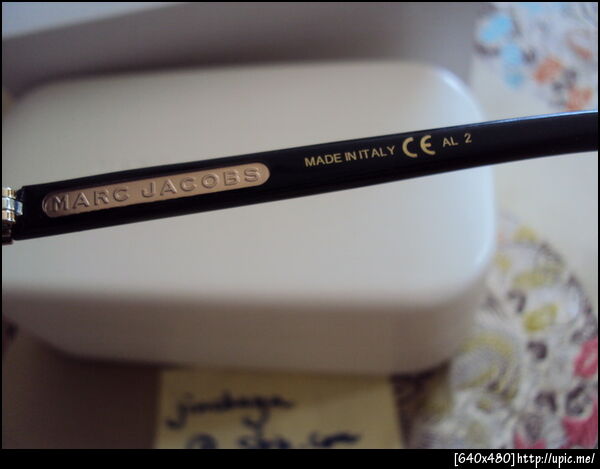 MARC JACOBS MADE IN ITALY CE AL 2
[640x480]http://upic.me/